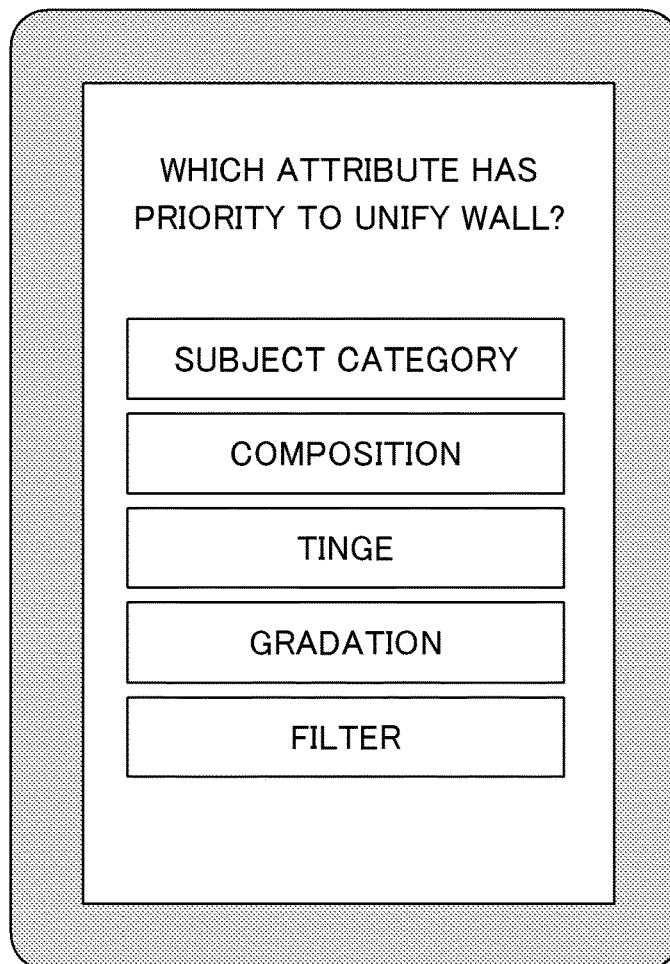 WHICH ATTRIBUTE HAS
PRIORITY TO UNIFY WALL?
SUBJECT CATEGORY
COMPOSITION
TINGE
GRADATION
FILTER